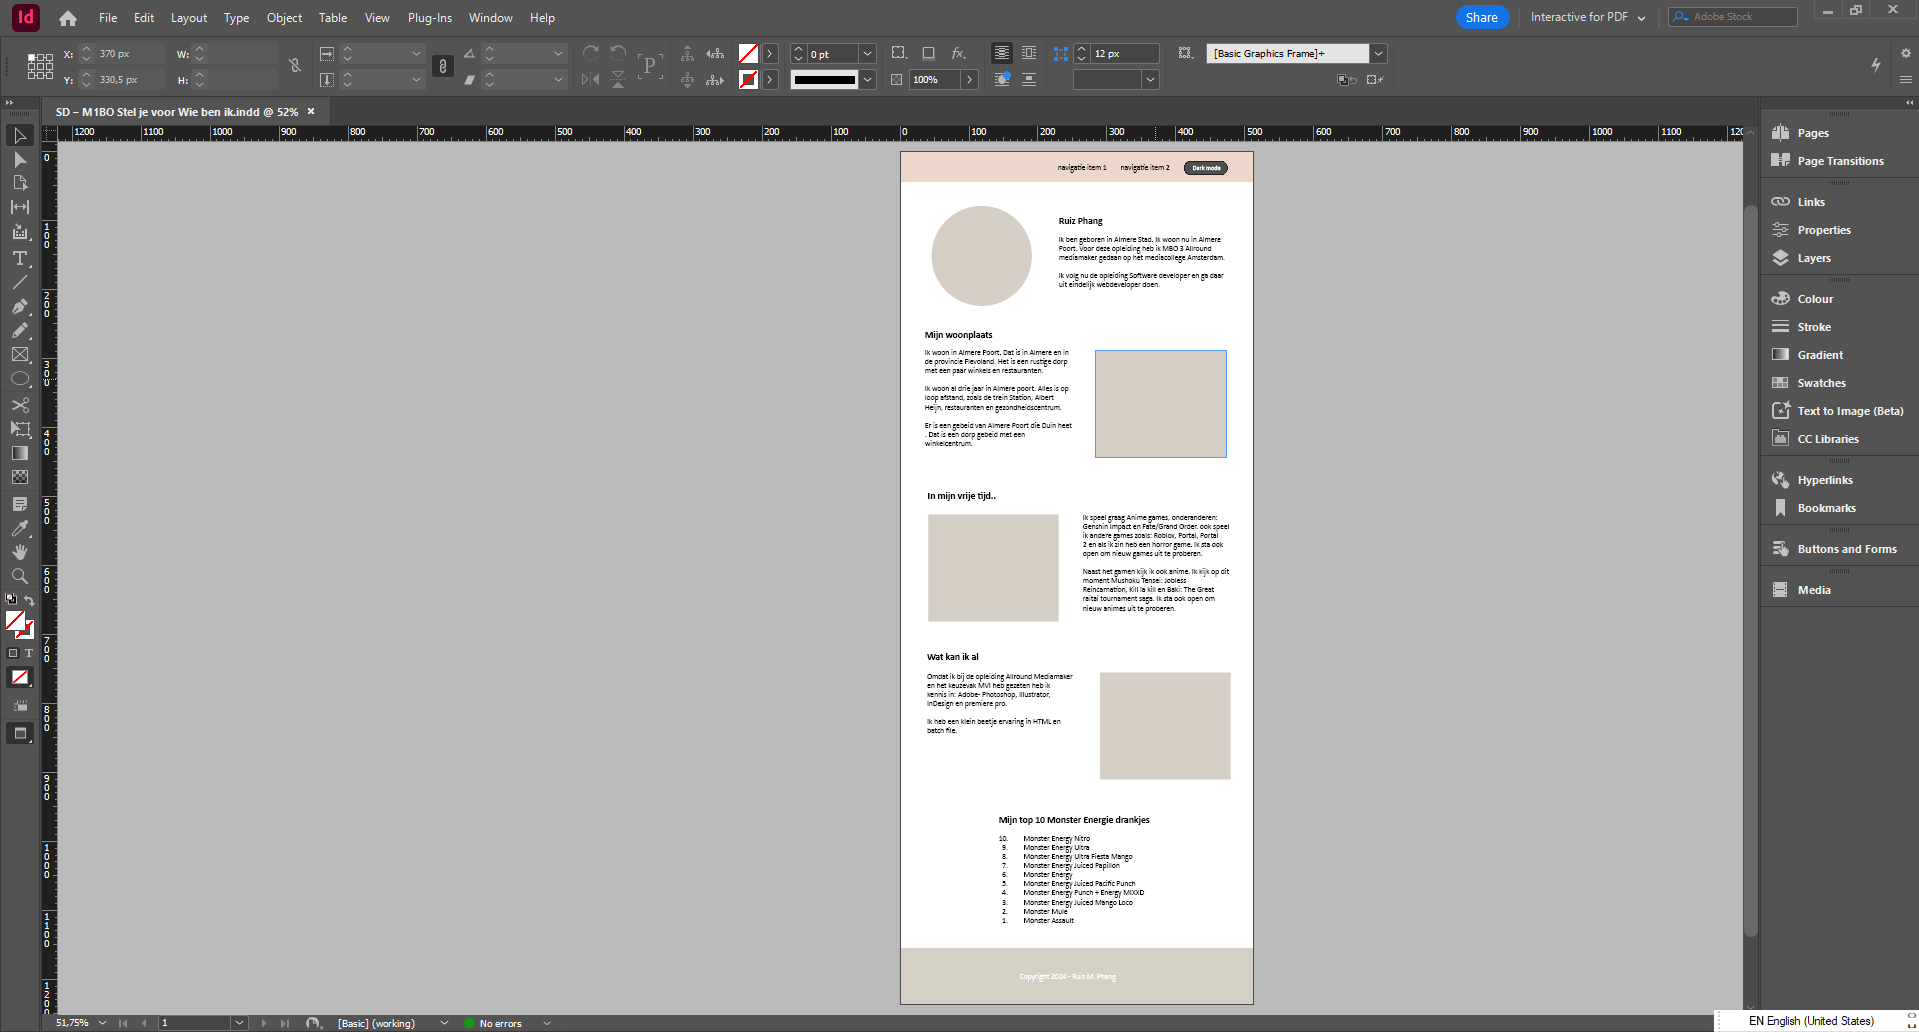 Id File Edit Layout Type Object Table View Plug-Ins Window Help Share Interactive for PDF Adobe Stock
X: 370 px W: 0 pt fx. 12 px [Basic Graphics Frame]+
Y: 330,5 px H: P 100%
SD – M1BO Stel je voor Wie ben ik.indd @ 52% ×
1200 1100 1000 900 800 700 600 500 400 300 200 100 0 100 200 300 400 500 600 700 800 900 1000 1100 120
0
100
200
300
400
500
600
700
800
900
1000
1100
1200
navigatie item 1 navigatie item 2 Dark mode
Ruiz Phang
Ik ben geboren in Almere Stad. Ik woon nu in Almere
Poort. Voor deze opleiding heb ik MBO 3 Allround
mediamaker gedaan op het mediacollege Amsterdam.
Ik volg nu de opleiding Software developer en ga daar
uit eindelijk webdeveloper doen.
Mijn woonplaats
Ik woon in Almere Poort. Dat is in Almere en in
de provincie Flevoland. Het is een rustige dorp
met een paar winkels en restauranten.
Ik woon al drie jaar in Almere poort. Alles is op
loop afstand, zoals de trein Station, Albert
Heijn, restauranten en gezondheidscentrum.
Er is een gebeid van Almere Poort die Duin heet
. Dat is een dorp gebeid met een
winkelcentrum.
In mijn vrije tijd..
Ik speel graag Anime games, onderanderen:
Genshin Impact en Fate/Grand Order. ook speel
ik andere games zoals: Roblox, Portal, Portal
2 en als ik zin heb een horror game. Ik sta ook
open om nieuw games uit te proberen.
Naast het gamen kijk ik ook anime. Ik kijk op dit
moment Mushoku Tensei: Jobless
Reincarnation, Kill la kill en Baki: The Great
raitai tournament saga. Ik sta ook open om
nieuw animes uit te proberen.
Wat kan ik al
Omdat ik bij de opleiding Allround Mediamaker
en het keuzevak MVI heb gezeten heb ik
kennis in: Adobe- Photoshop, Illustrator,
InDesign en premiere pro.
Ik heb een klein beetje ervaring in HTML en
batch file.
Mijn top 10 Monster Energie drankjes
10. Monster Energy Nitro
9. Monster Energy Ultra
8. Monster Energy Ultra Fiesta Mango
7. Monster Energy Juiced Papillon
6. Monster Energy
5. Monster Energy Juiced Pacific Punch
4. Monster Energy Punch + Energy MIXXD
3. Monster Energy Juiced Mango Loco
2. Monster Mule
1. Monster Assault
Copyright 2024 - Ruiz M. Phang
Pages
Page Transitions
Links
Properties
Layers
Colour
Stroke
Gradient
Swatches
Text to Image (Beta)
CC Libraries
Hyperlinks
Bookmarks
Buttons and Forms
Media
51,75% 1 [Basic] (working) No errors
EN English (United States)